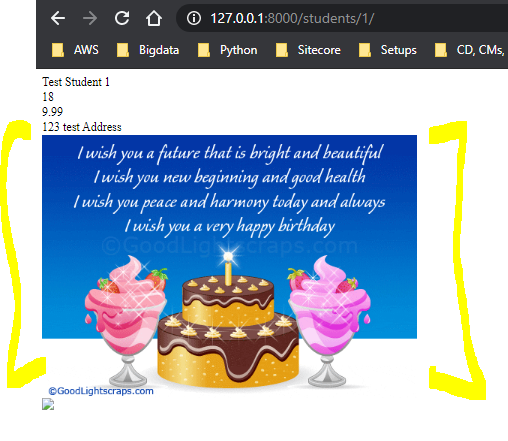 127.0.0.1:8000/students/1/
AWS Bigdata Python Sitecore Setups CD, CMs,
Test Student 1
18
9.99
123 test Address
I wish you a future that is bright and beautiful
I wish you new beginning and good health
I wish you peace and harmony today and always
I wish you a very happy birthday
©GoodLightscraps.com
©GoodLightscraps.com